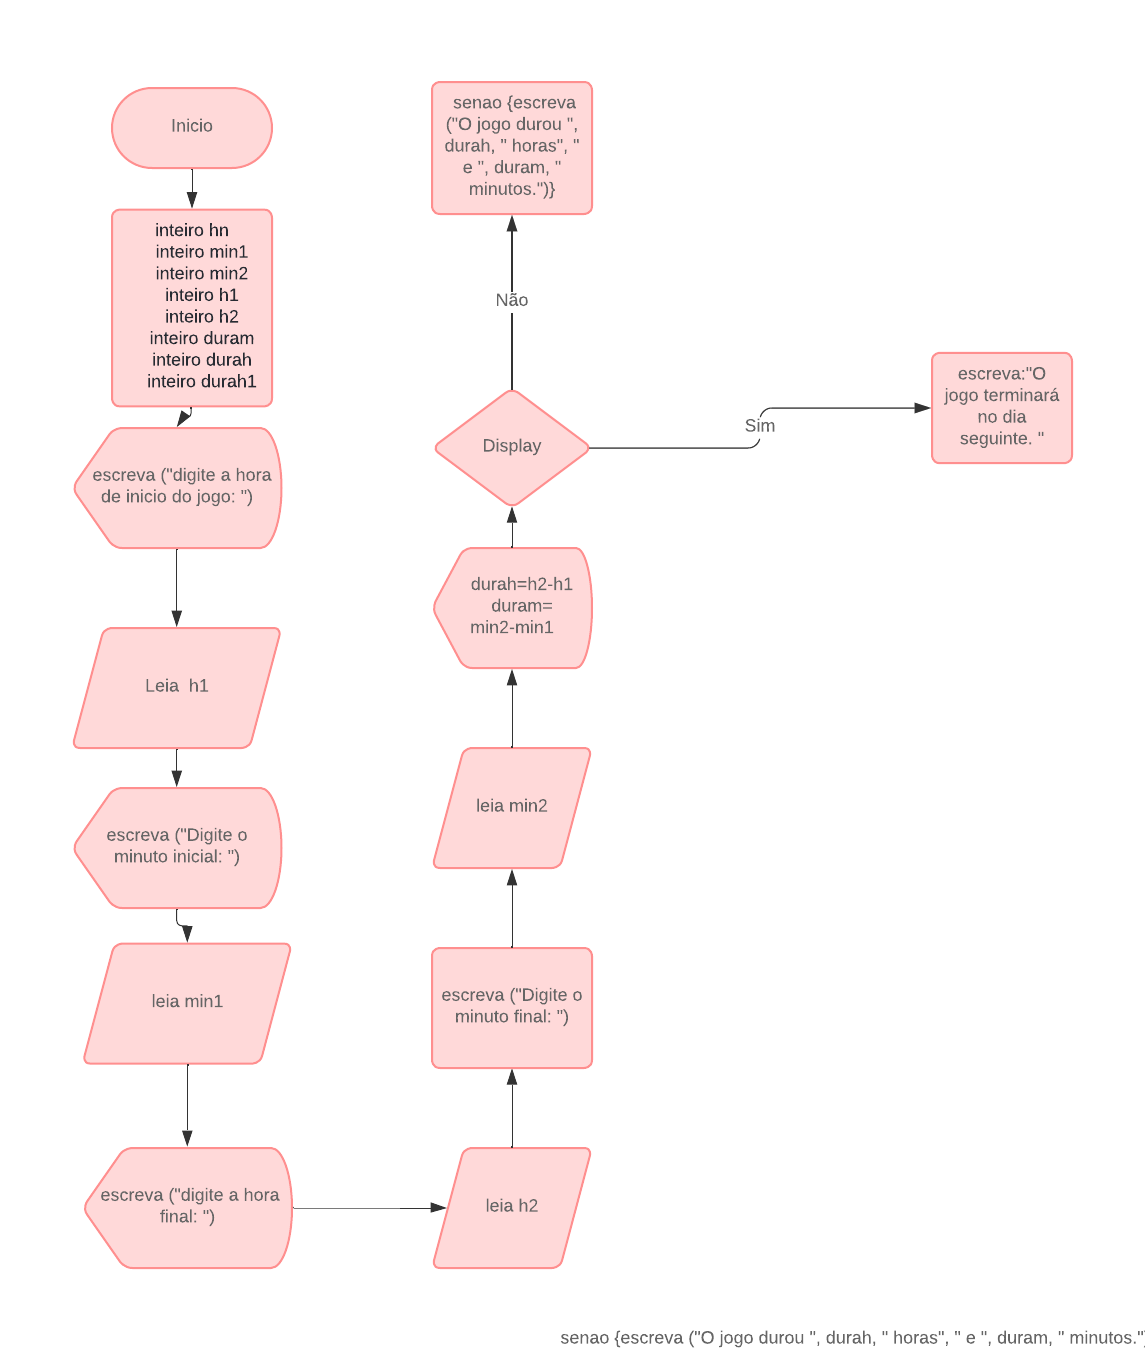 Inicio
inteiro hn
inteiro min1
inteiro min2
inteiro h1
inteiro h2
inteiro duram
inteiro durah
inteiro durah1
escreva ("digite a hora
de inicio do jogo: ")
Leia  h1
escreva ("Digite o
minuto inicial: ")
leia min1
escreva ("digite a hora
final: ")
leia h2
escreva ("Digite o
minuto final: ")
leia min2
durah=h2-h1
duram=
min2-min1
Display
Não
senao {escreva
("O jogo durou ",
durah, " horas", "
e ", duram, "
minutos.")}
Sim
escreva:"O
jogo terminará
no dia
seguinte. "
senao {escreva ("O jogo durou ", durah, " horas", " e ", duram, " minutos.")